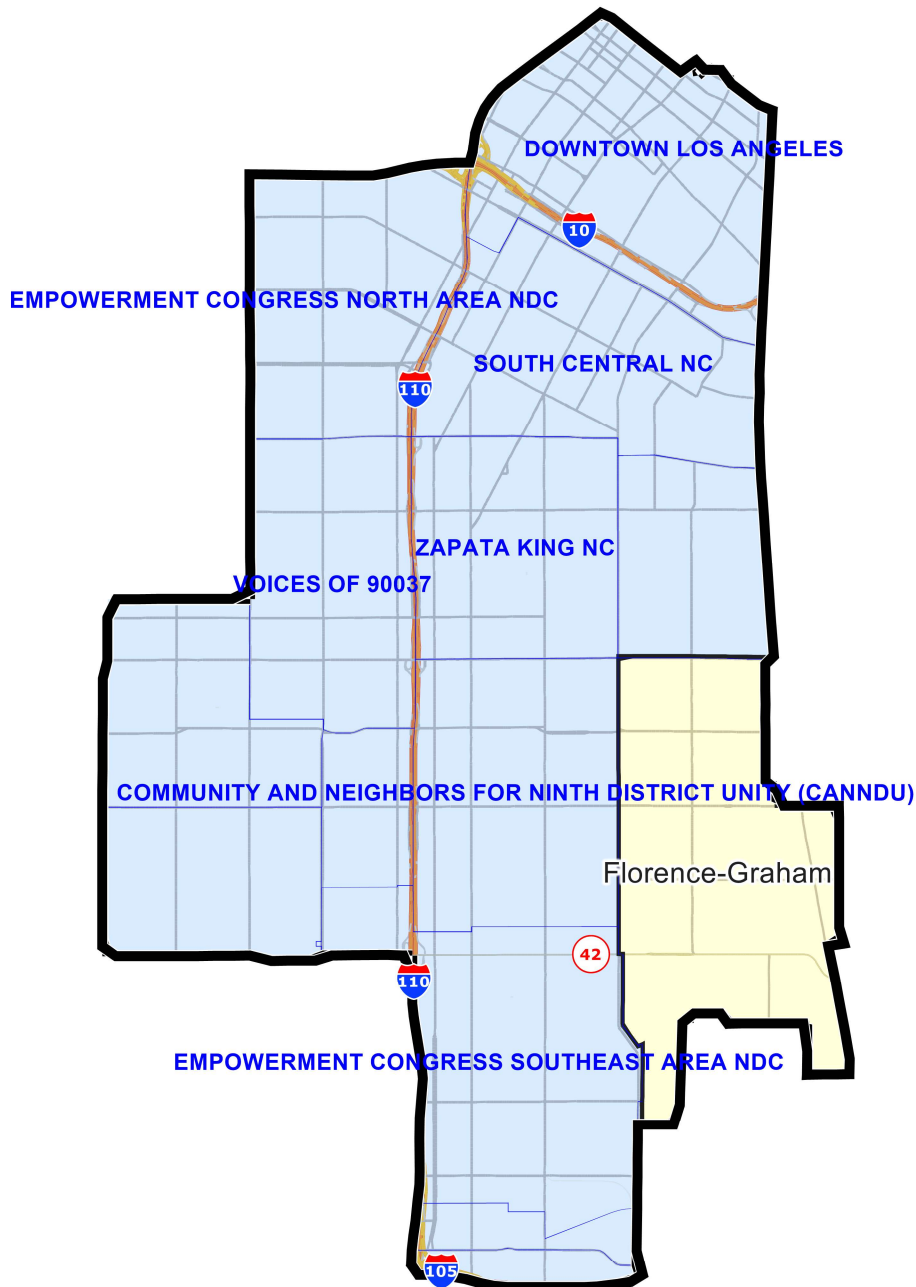 DOWNTOWN LOS ANGELES
10
EMPOWERMENT CONGRESS NORTH AREA NDC
SOUTH CENTRAL NC
110
ZAPATA KING NC
VOICES OF 90037
COMMUNITY AND NEIGHBORS FOR NINTH DISTRICT UNITY (CANNDU)
Florence-Graham
42
110
EMPOWERMENT CONGRESS SOUTHEAST AREA NDC
105